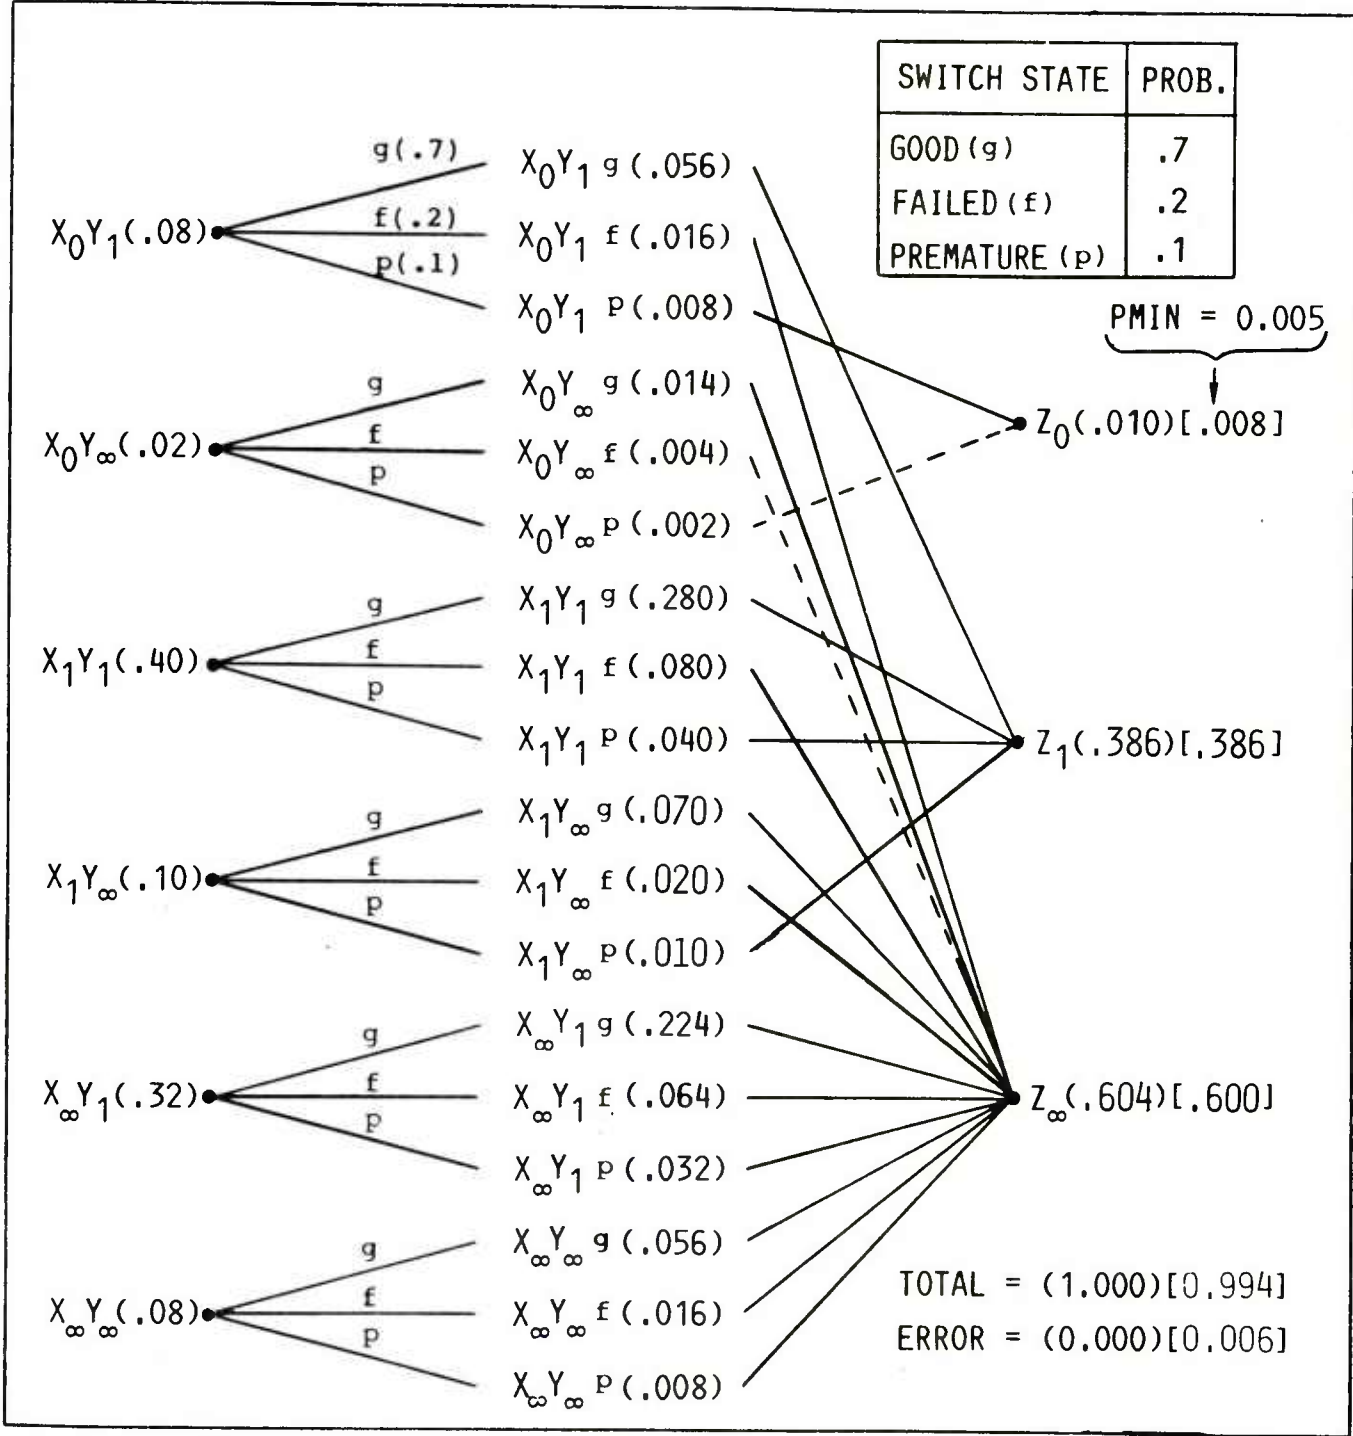 SWITCH STATE PROB.
GOOD (g) .7
FAILED (f) .2
PREMATURE (p) .1
PMIN = 0.005
X₀Y₁(.08)
g(.7)
f(.2)
p(.1)
X₀Y₁ g (.056)
X₀Y₁ f (.016)
X₀Y₁ p (.008)
X₀Y∞(.02)
g
f
p
X₀Y∞ g (.014)
X₀Y∞ f (.004)
X₀Y∞ p (.002)
X₁Y₁(.40)
g
f
p
X₁Y₁ g (.280)
X₁Y₁ f (.080)
X₁Y₁ p (.040)
X₁Y∞(.10)
g
f
p
X₁Y∞ g (.070)
X₁Y∞ f (.020)
X₁Y∞ p (.010)
X∞Y₁(.32)
g
f
p
X∞Y₁ g (.224)
X∞Y₁ f (.064)
X∞Y₁ p (.032)
X∞Y∞(.08)
g
f
p
X∞Y∞ g (.056)
X∞Y∞ f (.016)
X∞Y∞ p (.008)
Z₀(.010)[.008]
Z₁(.386)[.386]
Z∞(.604)[.600]
TOTAL = (1.000)[0.994]
ERROR = (0.000)[0.006]